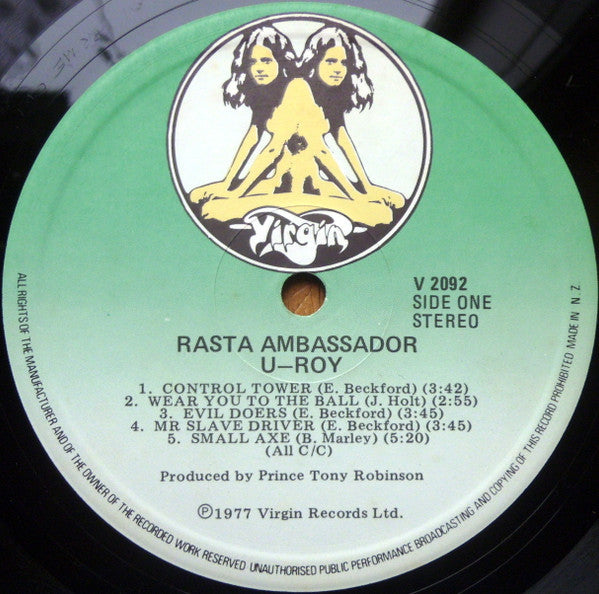 Virgin
V 2092
SIDE ONE
STEREO
RASTA AMBASSADOR
U-ROY
1. CONTROL TOWER (E. Beckford) (3:42)
2. WEAR YOU TO THE BALL (J. Holt) (2:55)
3. EVIL DOERS (E. Beckford) (3:45)
4. MR SLAVE DRIVER (E. Beckford) (3:45)
5. SMALL AXE (B. Marley) (5:20)
(All C/C)
Produced by Prince Tony Robinson
℗1977 Virgin Records Ltd.
ALL RIGHTS OF THE MANUFACTURER AND OF THE OWNER OF THE RECORDED WORK RESERVED UNAUTHORISED PUBLIC PERFORMANCE BROADCASTING AND COPYING OF THIS RECORD PROHIBITED MADE IN N.Z